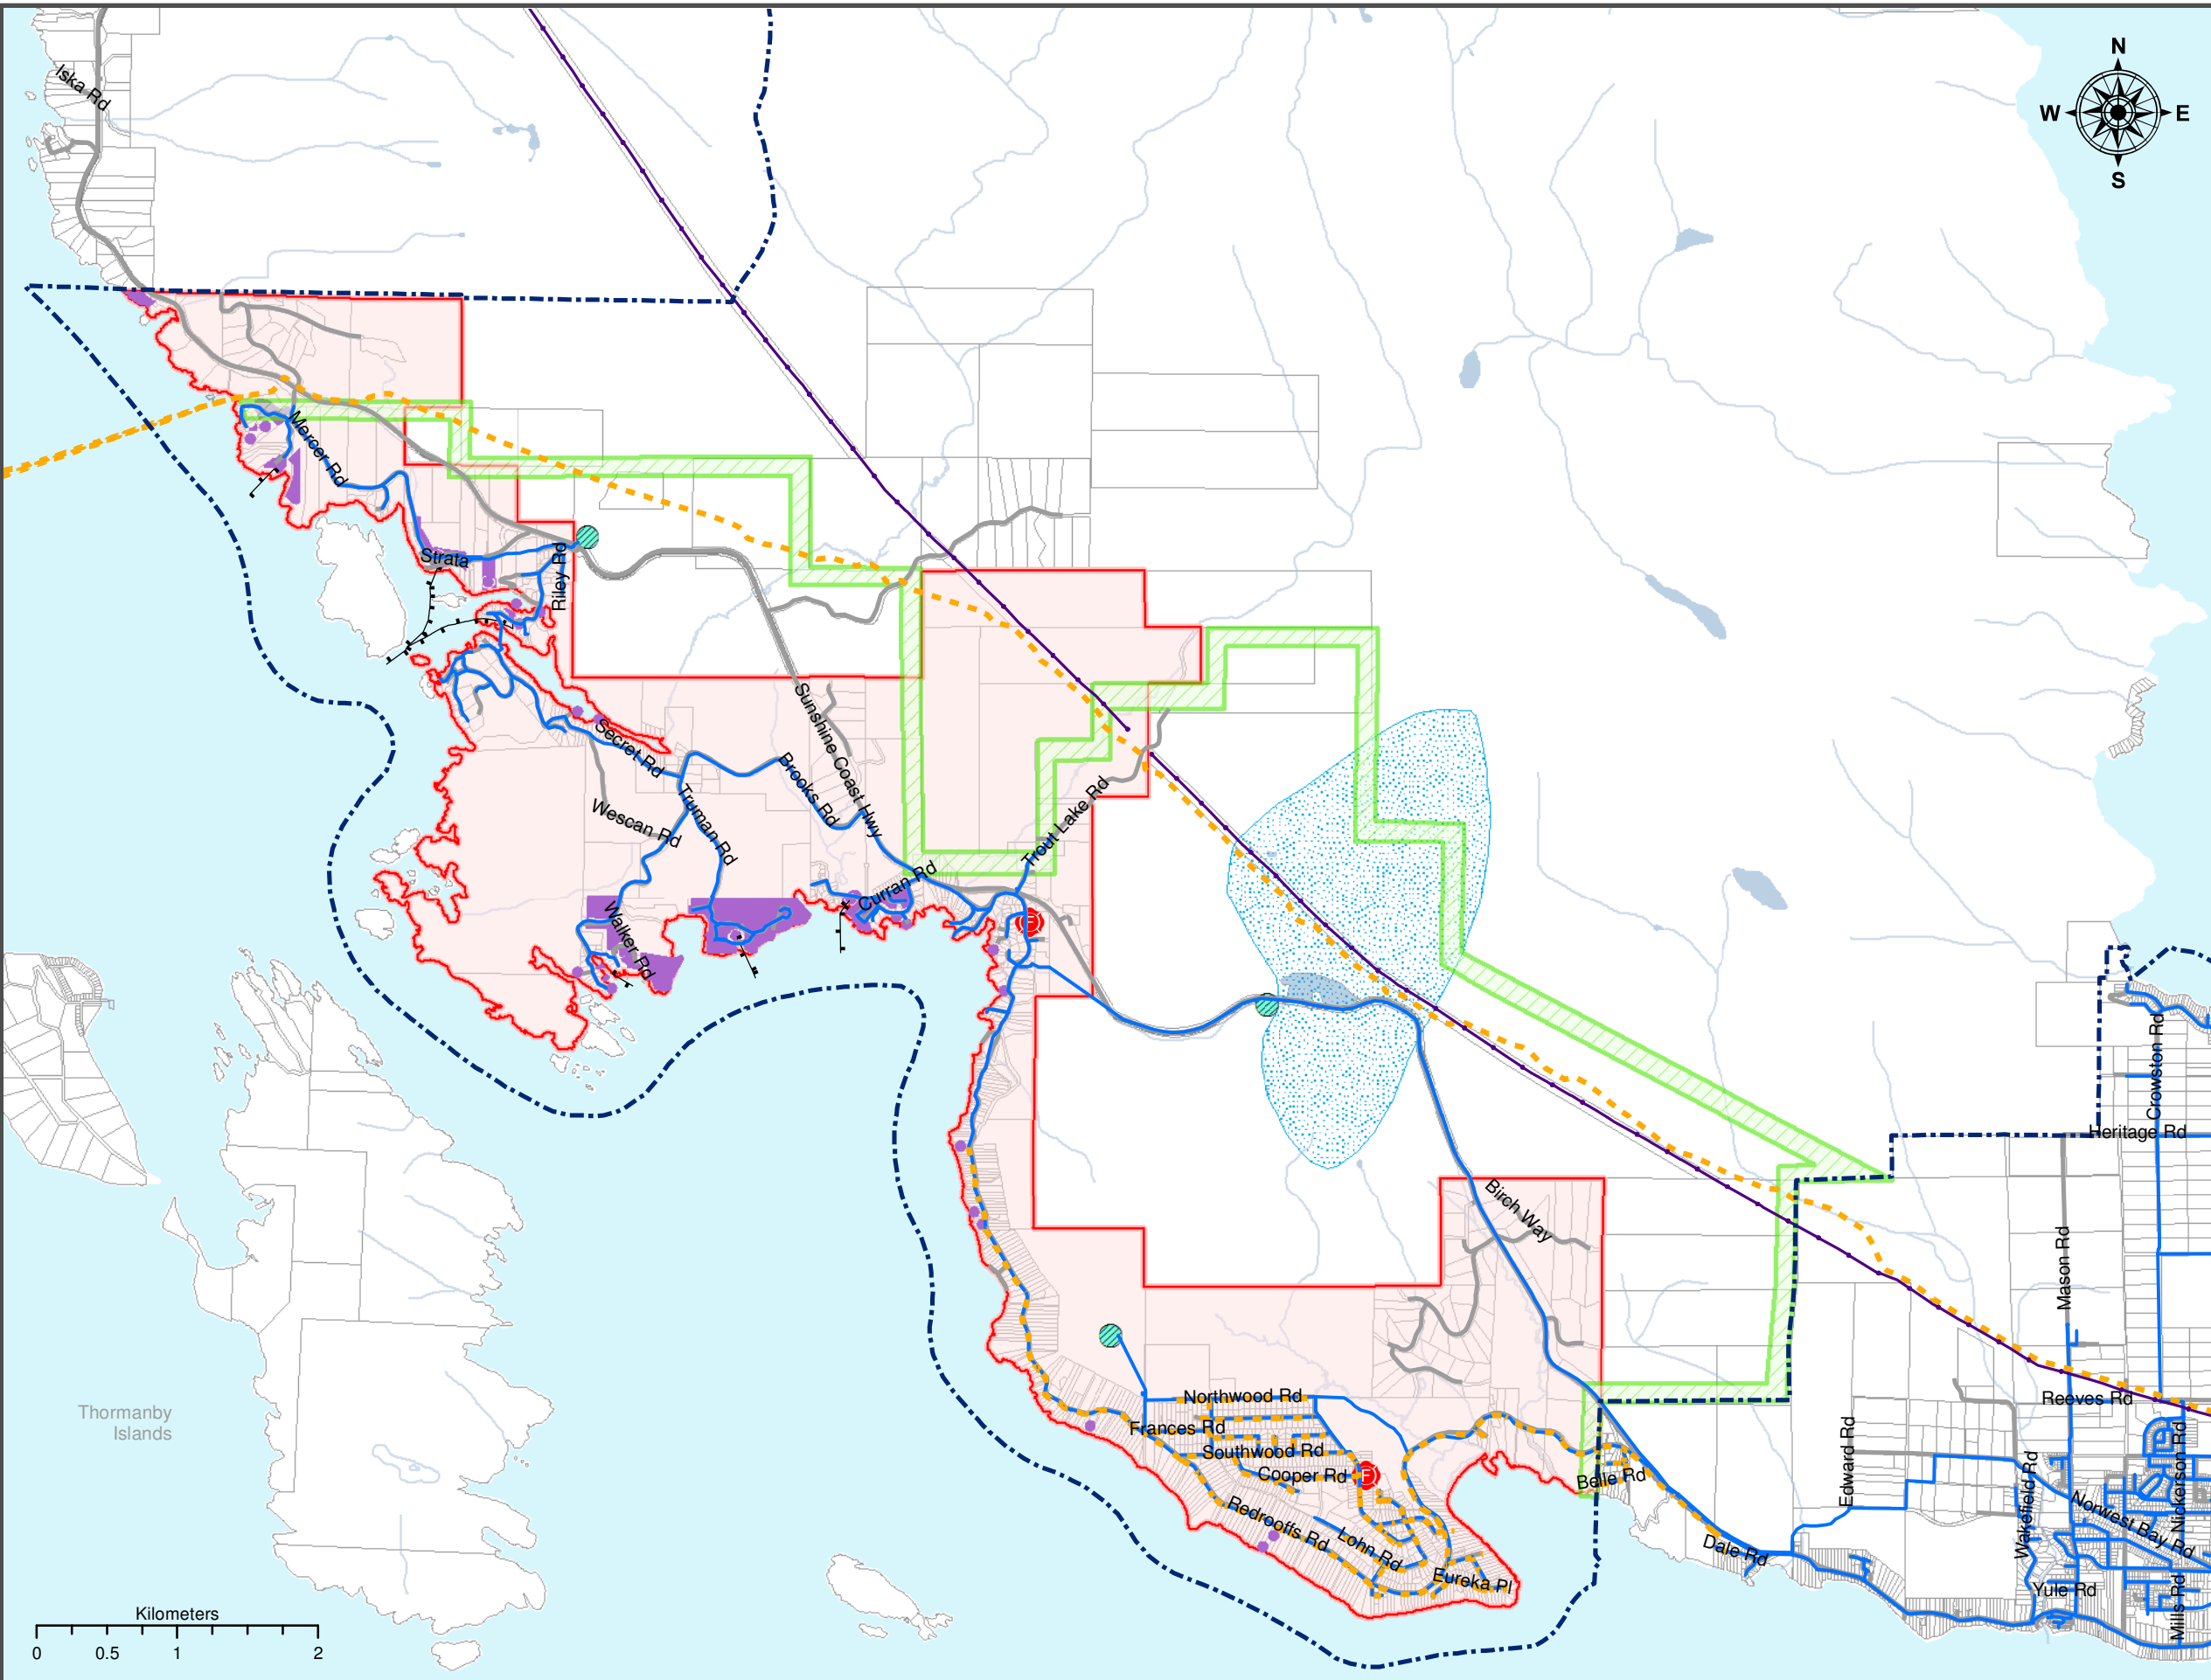 N
W
E
S
Iska Rd
Mercer Rd
Strata
Riley Rd
Sunshine Coast Hwy
Secret Rd
Brooks Rd
Wescan Rd
Truman Rd
Trout Lake Rd
Curran Rd
Walker Rd
Crowston Rd
Heritage Rd
Birch Way
Mason Rd
Northwood Rd
Reeves Rd
Thormanby
Islands
Frances Rd
Southwood Rd
Cooper Rd
F
Belle Rd
Edward Rd
Wakefield Rd
Nickerson Rd
Norwest Bay Rd
Redrooffs Rd
Lohn Rd
Dale Rd
Eureka Pl
Yule Rd
Mills Rd
Kilometers
0 0.5 1 2